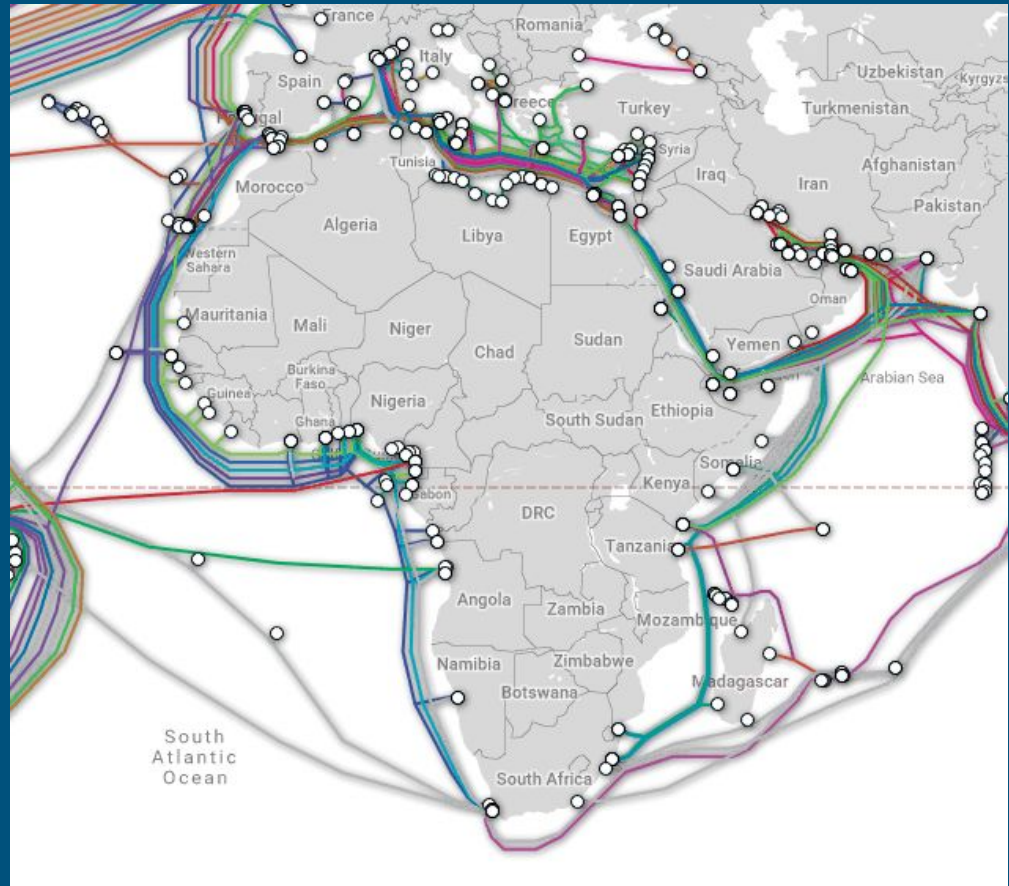 France
Romania
Italy
Uzbekistan
Kyrgyzs
Spain
Greece
Turkey
Turkmenistan
Portugal
Syria
Afghanistan
Tunisia
Iraq
Iran
Morocco
Pakistan
Algeria
Libya
Egypt
Western
Sahara
Saudi Arabia
Oman
Mauritania
Mali
Niger
Sudan
Yemen
Chad
Burkina
Faso
Arabian Sea
Guinea
Nigeria
Ethiopia
Ghana
South Sudan
Somalia
Kenya
Gabon
DRC
Tanzania
Angola
Zambia
Mozambique
Namibia
Zimbabwe
Madagascar
Botswana
South
Atlantic
Ocean
South Africa